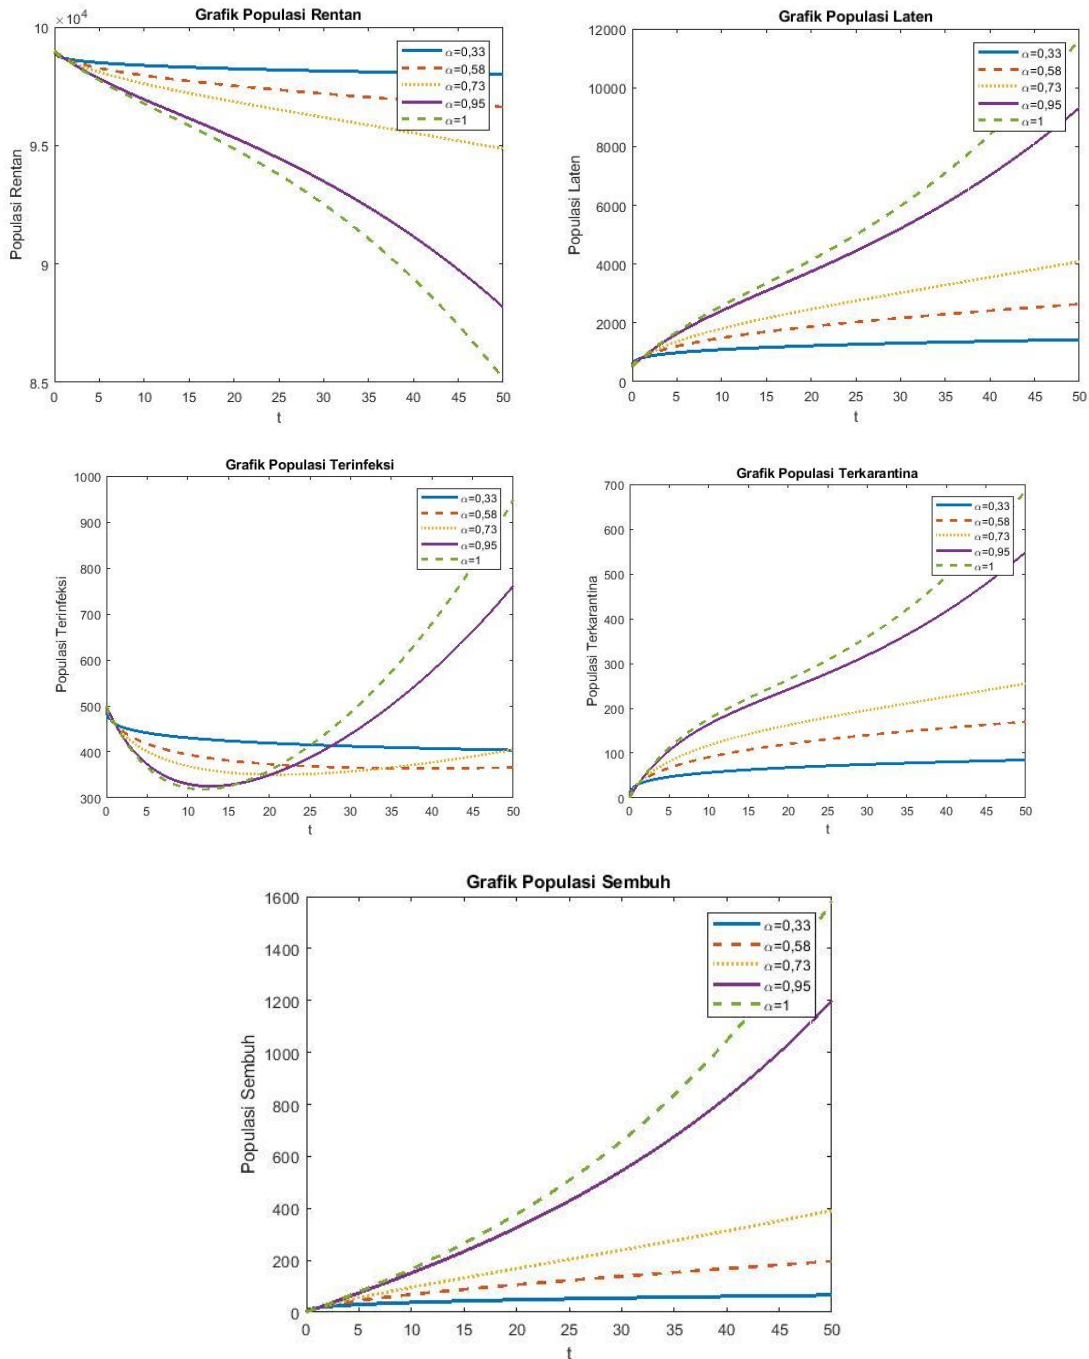 Grafik Populasi Rentan
×10⁴
10
9.5
9
8.5
Populasi Rentan
0 5 10 15 20 25 30 35 40 45 50
t
α=0,33
α=0,58
α=0,73
α=0,95
α=1
Grafik Populasi Laten
12000
10000
8000
6000
4000
2000
0
Populasi Laten
0 5 10 15 20 25 30 35 40 45 50
t
α=0,33
α=0,58
α=0,73
α=0,95
α=1
Grafik Populasi Terinfeksi
1000
900
800
700
600
500
400
300
Populasi Terinfeksi
0 5 10 15 20 25 30 35 40 45 50
t
α=0,33
α=0,58
α=0,73
α=0,95
α=1
Grafik Populasi Terkarantina
700
600
500
400
300
200
100
0
Populasi Terkarantina
0 5 10 15 20 25 30 35 40 45 50
t
α=0,33
α=0,58
α=0,73
α=0,95
α=1
Grafik Populasi Sembuh
1600
1400
1200
1000
800
600
400
200
0
Populasi Sembuh
0 5 10 15 20 25 30 35 40 45 50
t
α=0,33
α=0,58
α=0,73
α=0,95
α=1